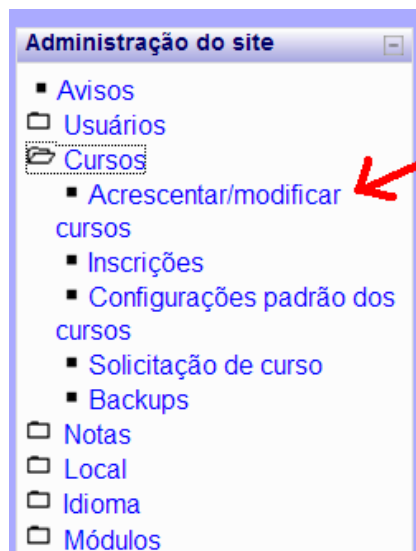 Administração do site
Avisos
Usuários
Cursos
Acrescentar/modificar
cursos
Inscrições
Configurações padrão dos
cursos
Solicitação de curso
Backups
Notas
Local
Idioma
Módulos